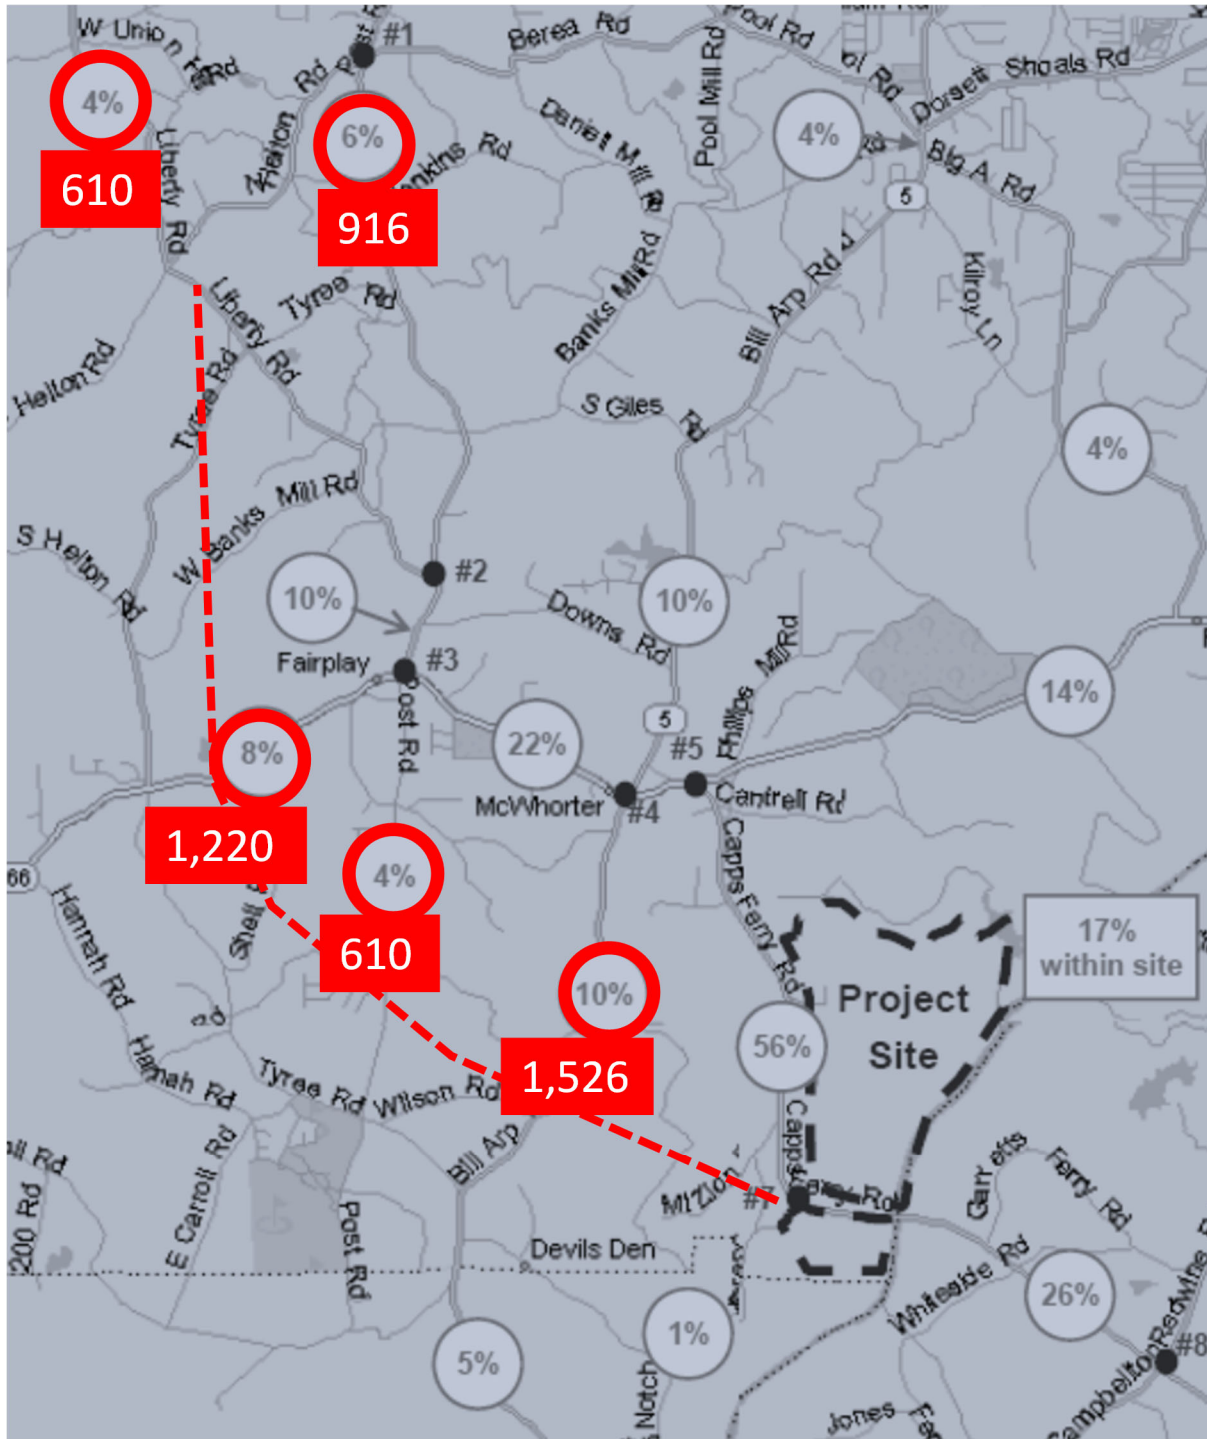 W Union Rd
#1
Berea Rd
Pool Rd
Dorsett Shoals Rd
4%
610
6%
916
4%
Pool Mill Rd
Daniell Mill Rd
Big A Rd
5
Liberty Rd
Rd
Kilroy Ln
Tyree Rd
Liberty Rd
Banks Mill Rd
Bill Arp Rd
Helton Rd
Tyree Rd
S Giles Rd
4%
W Banks Mill Rd
S Helton Rd
#2
10%
10%
Downs Rd
Fairplay
#3
Phillips Mill Rd
14%
Post Rd
5
#5
22%
8%
McWhorter
#4
Cantrell Rd
1,220
4%
66
Capps Ferry Rd
Hannah Rd
610
17%
within site
10%
Project
Site
56%
1,526
Hannah Rd
Tyree Rd
Wilson Rd
Bill Arp
Capps Ferry Rd
#7
Garretts Ferry Rd
E Carroll Rd
Post Rd
200 Rd
Devils Den
Whiteside Rd
26%
1%
5%
#8
Notch
Jones